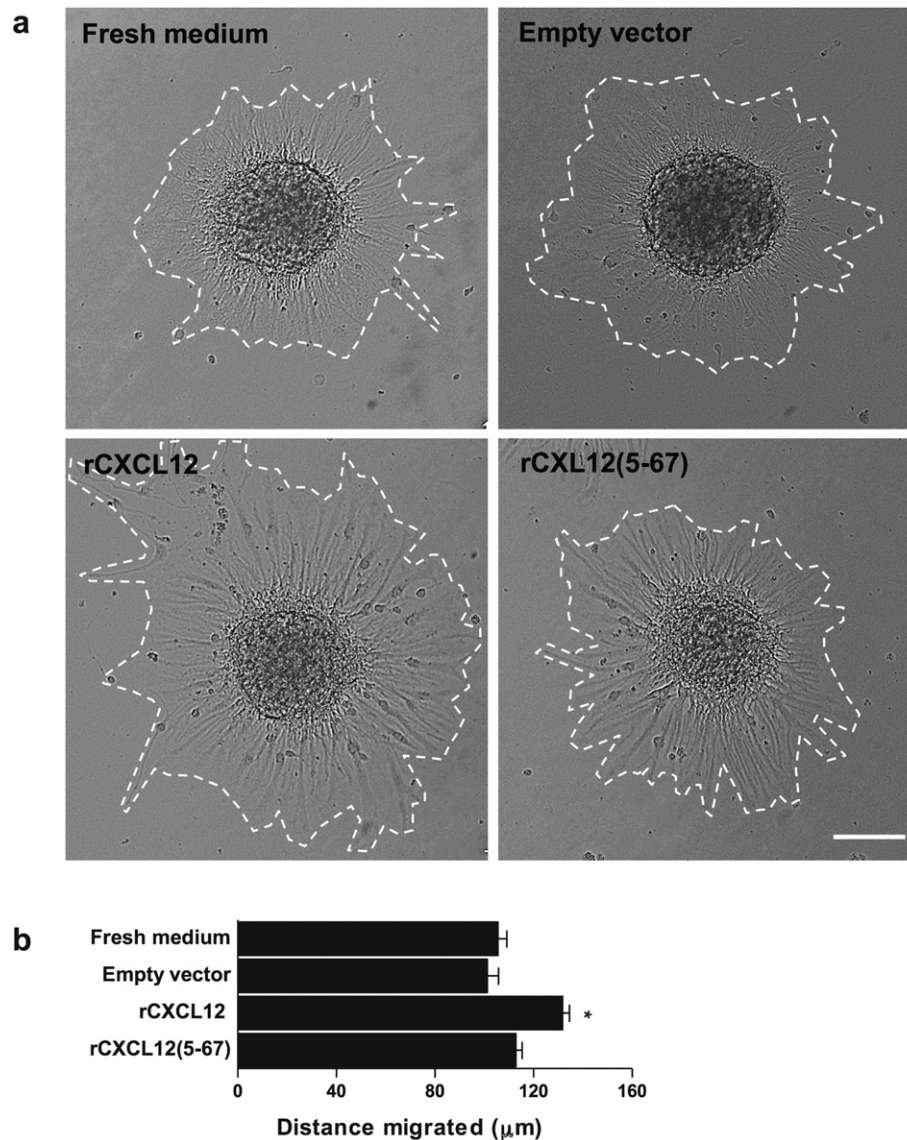 a
Fresh medium
Empty vector
rCXCL12
rCXL12(5-67)
b
Fresh medium
Empty vector
rCXCL12
*
rCXCL12(5-67)
0 40 80 120 160
Distance migrated (μm)